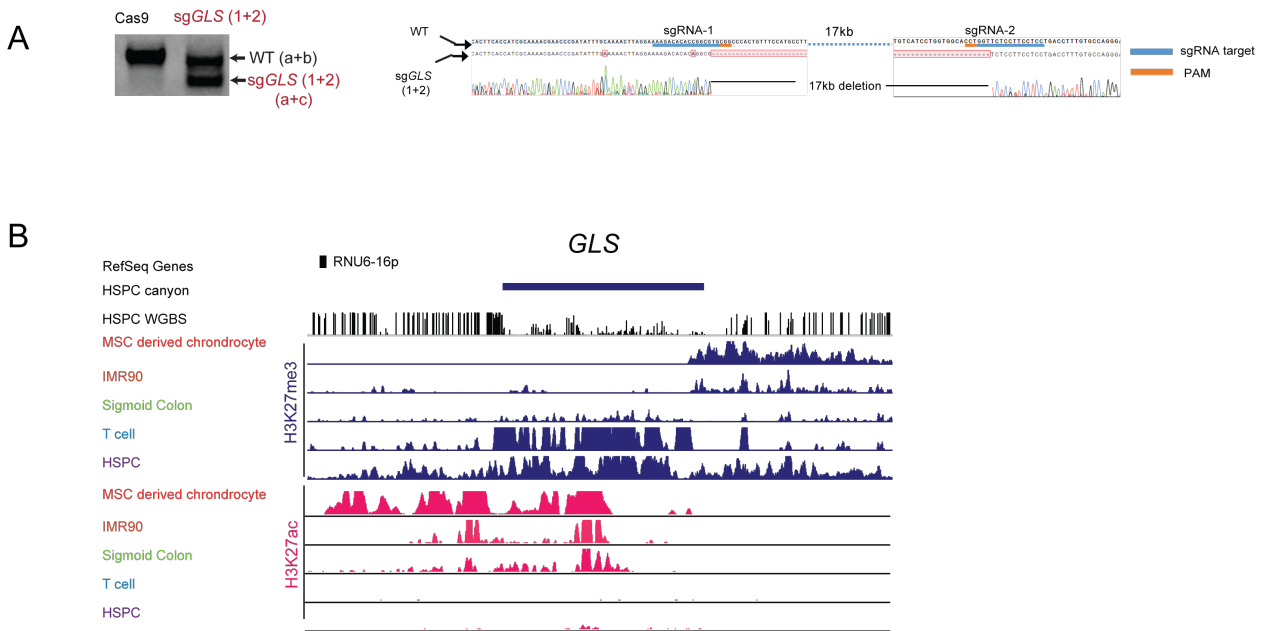 A
Cas9
sgGLS (1+2)
WT (a+b)
sgGLS (1+2)
(a+c)
WT
sgGLS
(1+2)
sgRNA-1
17kb
sgRNA-2
17kb deletion
sgRNA target
PAM
B
GLS
RefSeq Genes
RNU6-16p
HSPC canyon
HSPC WGBS
H3K27me3
MSC derived chrondrocyte
IMR90
Sigmoid Colon
T cell
HSPC
H3K27ac
MSC derived chrondrocyte
IMR90
Sigmoid Colon
T cell
HSPC